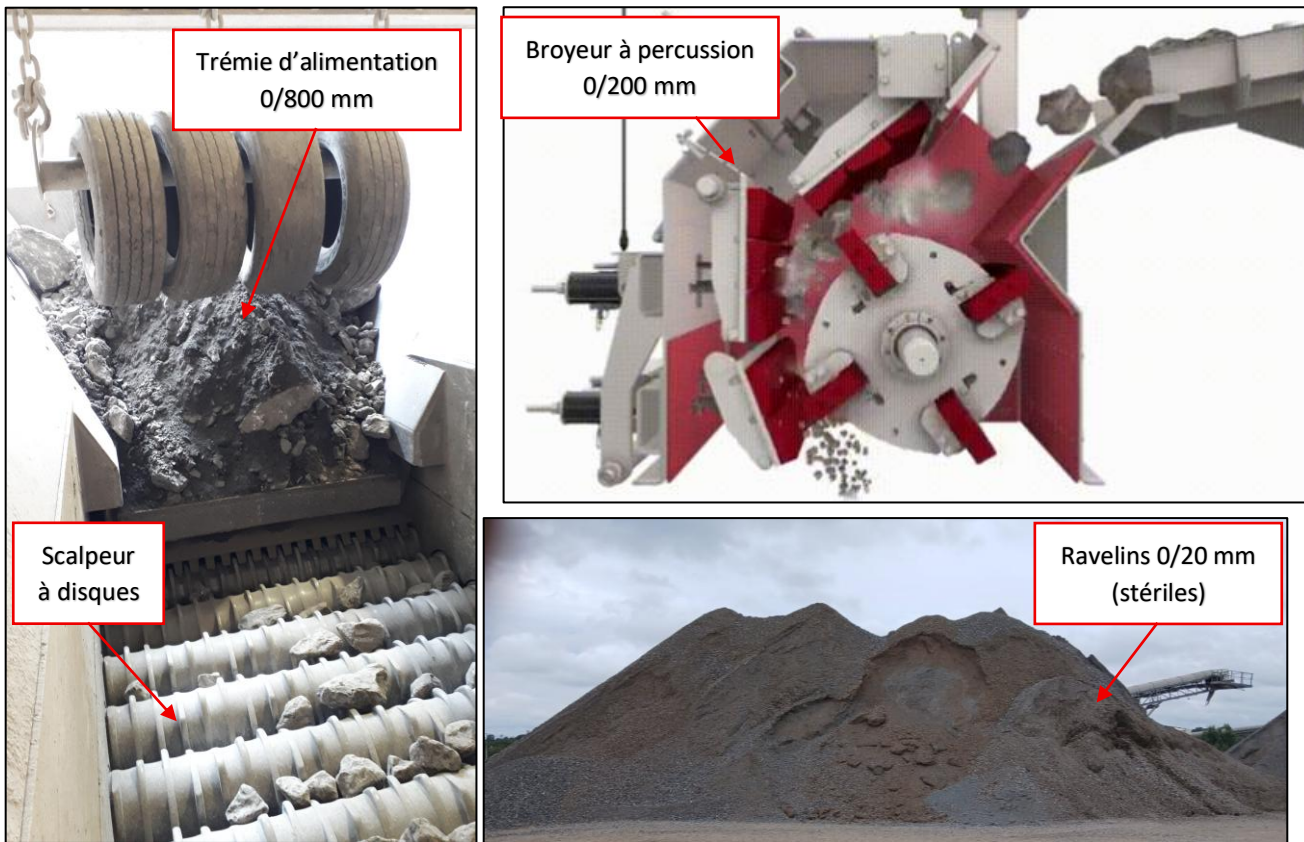 Trémie d'alimentation
0/800 mm
Broyeur à percussion
0/200 mm
Scalpeur
à disques
Ravelins 0/20 mm
(stériles)